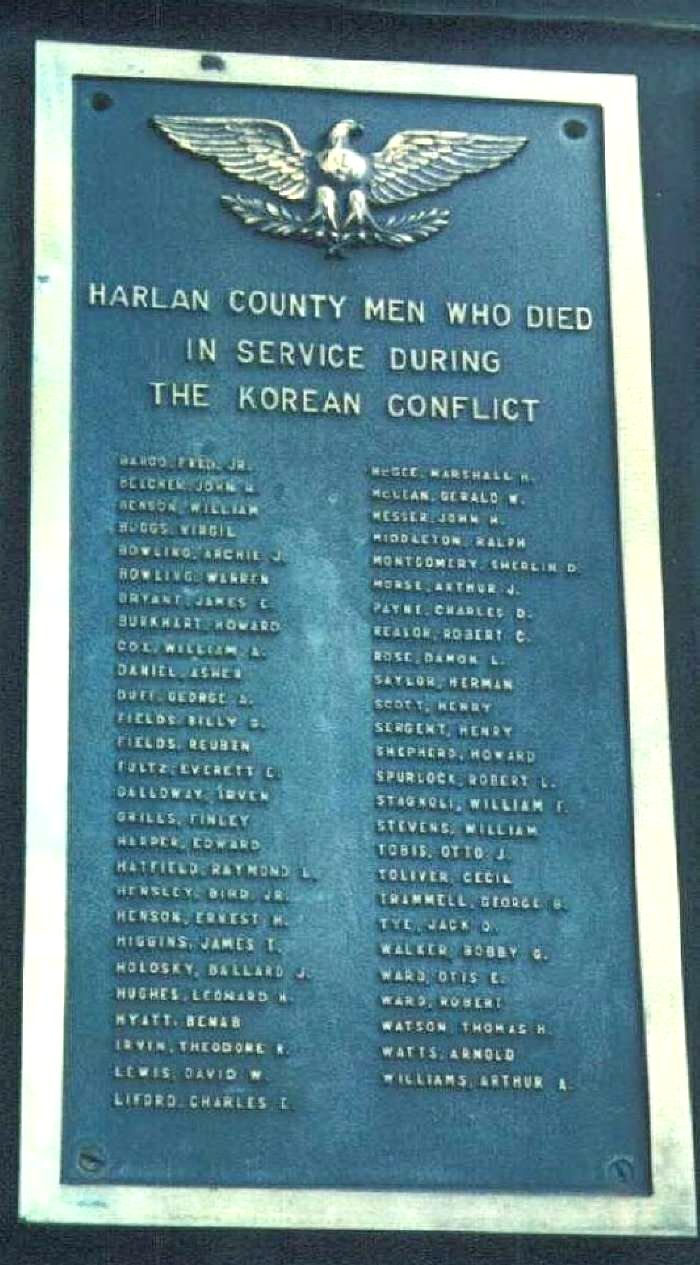 HARLAN COUNTY MEN WHO DIED
IN SERVICE DURING
THE KOREAN CONFLICT
BARGO, FRED, JR.
BELCHER, JOHN
BENSON, WILLIAM
BUGGS, VIRGIL
BOWLING, ARCHIE J.
BOWLING, WARREN
BRYANT, JAMES E.
BURKHART, HOWARD
COX, WILLIAM A.
DANIEL, ASHER
DUFF, GEORGE A.
FIELDS, BILLY G.
FIELDS, REUBEN
FULTZ, EVERETT E.
GALLOWAY, IRVEN
GRILLS, FINLEY
HARPER, EDWARD
HATFIELD, RAYMOND L.
HENSLEY, BIRD, JR.
HENSON, ERNEST H.
HIGGINS, JAMES T.
HOLOSKY, BALLARD J.
HUGHES, LEONARD
HYATT, BENAB
IRVIN, THEODORE R.
LEWIS, DAVID W.
LIFORD, CHARLES E.
McGEE, MARSHALL H.
McLEAN, GERALD W.
MESSER, JOHN H.
MIDDLETON, RALPH
MONTGOMERY, SHERLIN D.
MORSE, ARTHUR J.
PAYNE, CHARLES D.
REALOR, ROBERT C.
ROSE, DAMON L.
SAYLOR, HERMAN
SCOTT, HENRY
SERGENT, HENRY
SHEPHERD, HOWARD
SPURLOCK, ROBERT L.
STAGNOLI, WILLIAM F.
STEVENS, WILLIAM
TOBIS, OTTO J.
TOLIVER, CECIL
TRAMMELL, GEORGE B.
TYE, JACK D.
WALKER, BOBBY G.
WARD, OTIS E.
WARD, ROBERT
WATSON, THOMAS H.
WATTS, ARNOLD
WILLIAMS, ARTHUR A.